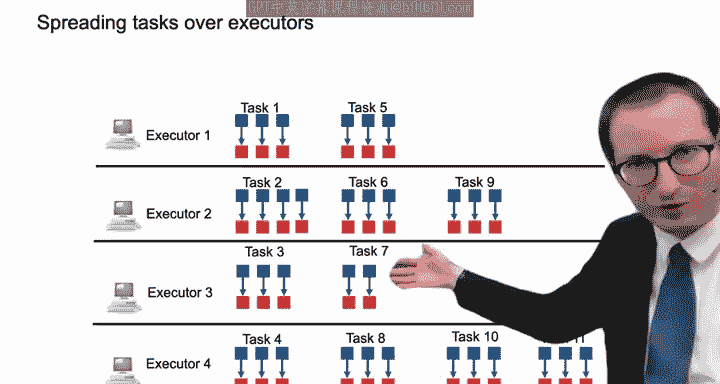 Spreading tasks over executors
Task 1 Task 5
Executor 1
Task 2 Task 6 Task 9
Executor 2
Task 3 Task 7
Executor 3
Task 4 Task 8 Task 10
Executor 4